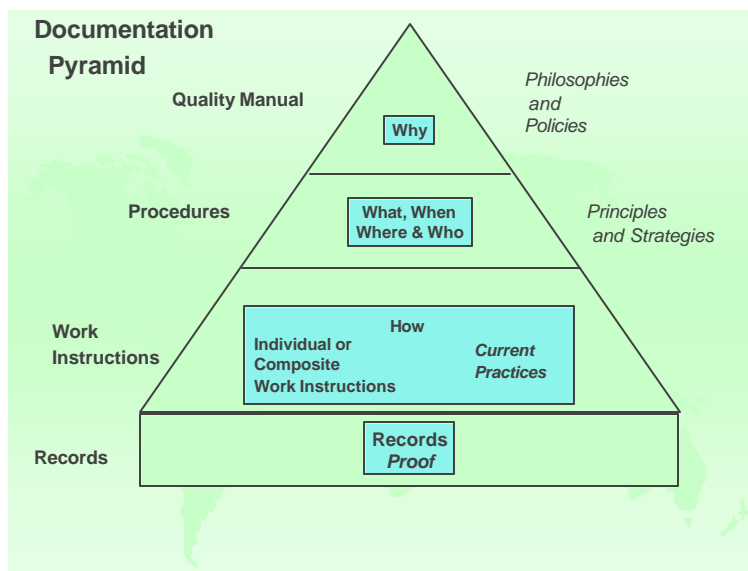 Documentation
Pyramid
Quality Manual
Philosophies
and
Policies
Why
Procedures
What, When
Where & Who
Principles
and Strategies
Work
Instructions
How
Individual or
Composite
Work Instructions
Current
Practices
Records
Records
Proof